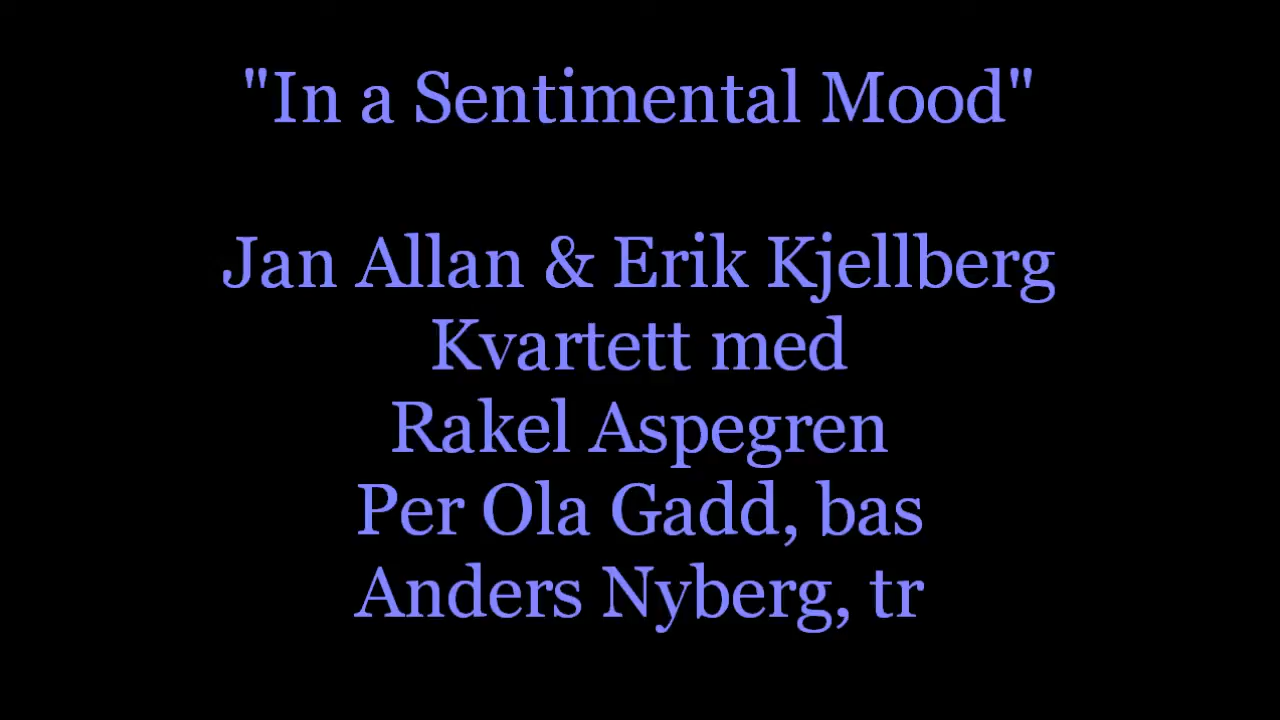 "In a Sentimental Mood"
Jan Allan & Erik Kjellberg
Kvartett med
Rakel Aspegren
Per Ola Gadd, bas
Anders Nyberg, tr